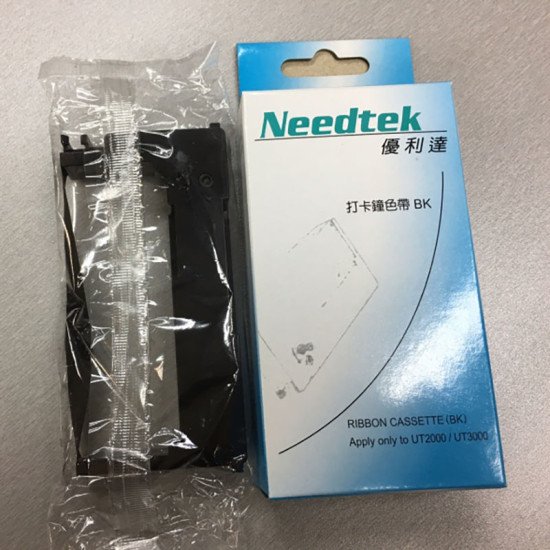 Needtek
優利達
打卡鐘色帶 BK
RIBBON CASSETTE (BK)
Apply only to UT2000 / UT3000